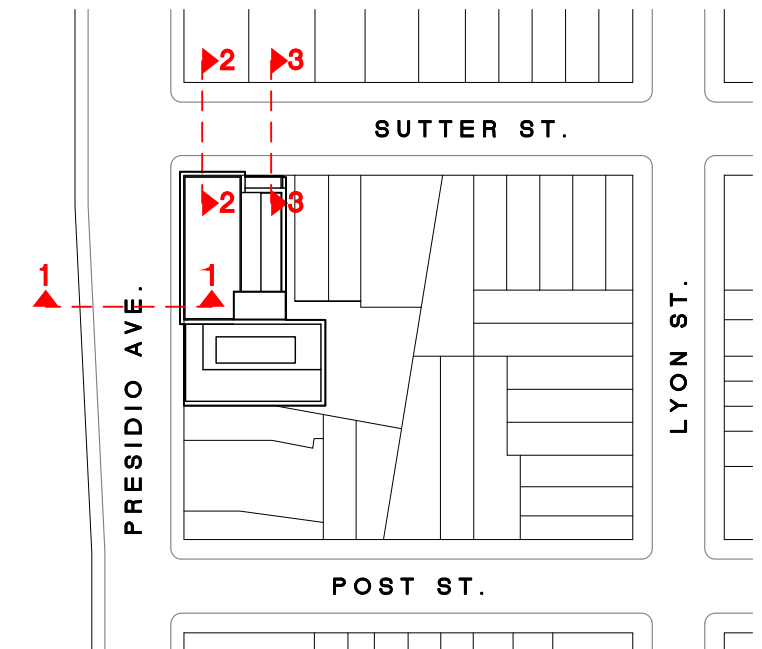 2 3
SUTTER ST.
2 3
1 1
PRESIDIO AVE.
LYON ST.
POST ST.